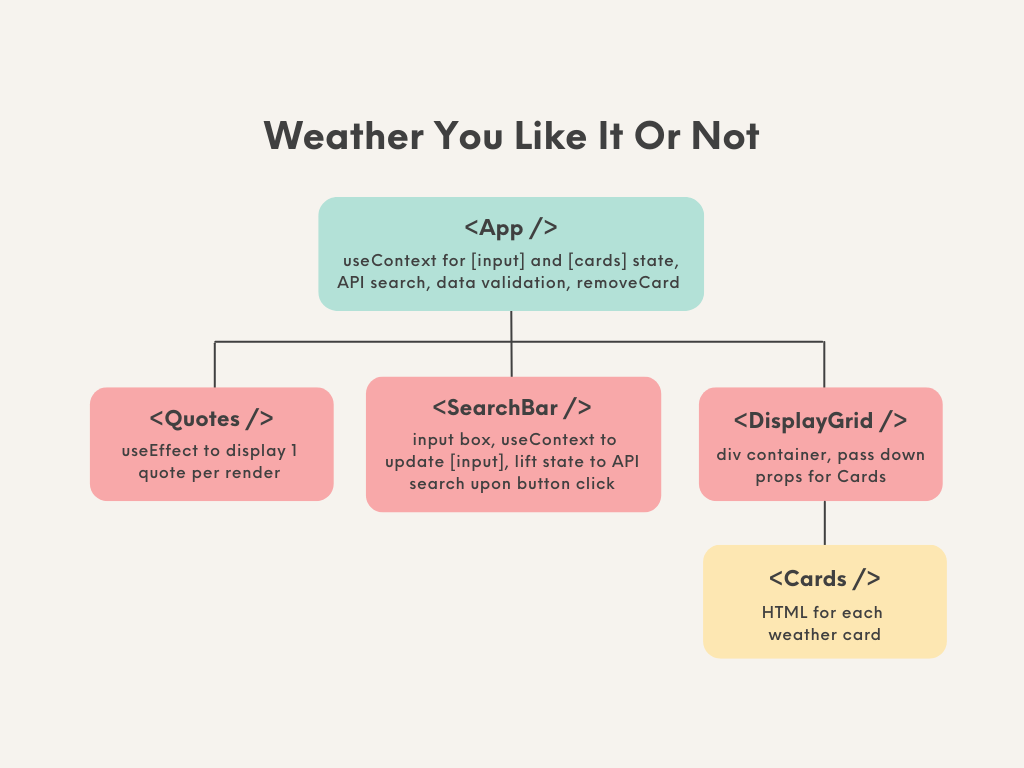 Weather You Like It Or Not
<App />
useContext for [input] and [cards] state,
API search, data validation, removeCard
<Quotes />
useEffect to display 1
quote per render
<SearchBar />
input box, useContext to
update [input], lift state to API
search upon button click
<DisplayGrid />
div container, pass down
props for Cards
<Cards />
HTML for each
weather card